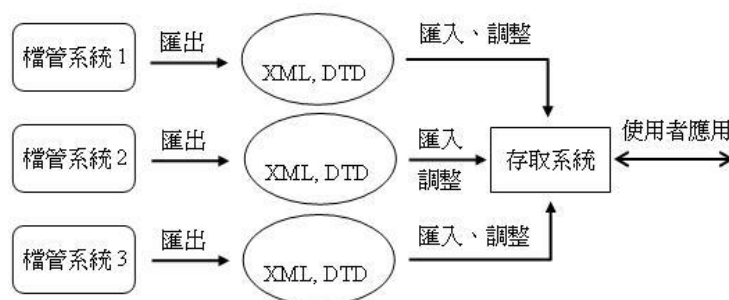 檔管系統 1
匯出
XML, DTD
匯入、調整
檔管系統 2
匯出
XML, DTD
匯入
調整
存取系統
使用者應用
檔管系統 3
匯出
XML, DTD
匯入、調整